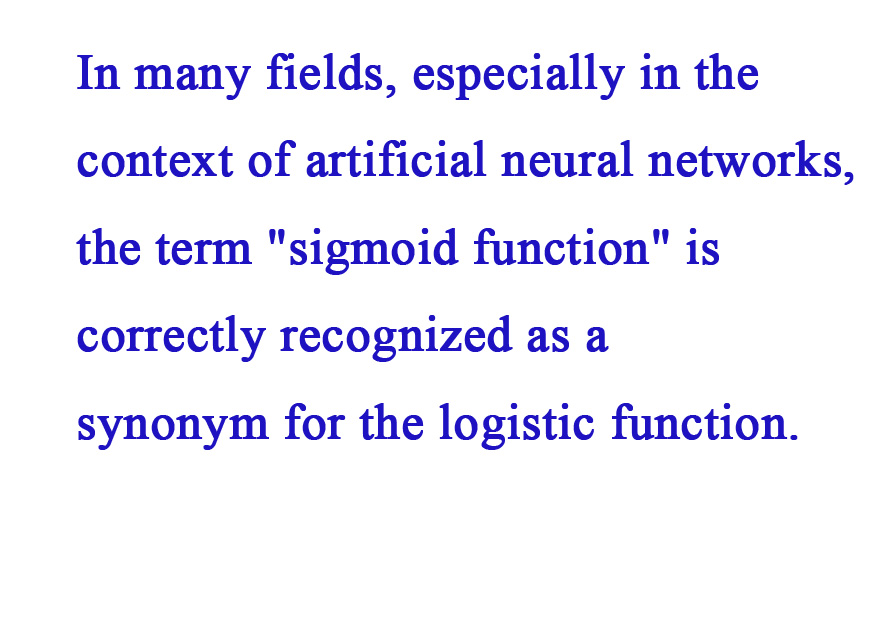 In many fields, especially in the
context of artificial neural networks,
the term "sigmoid function" is
correctly recognized as a
synonym for the logistic function.